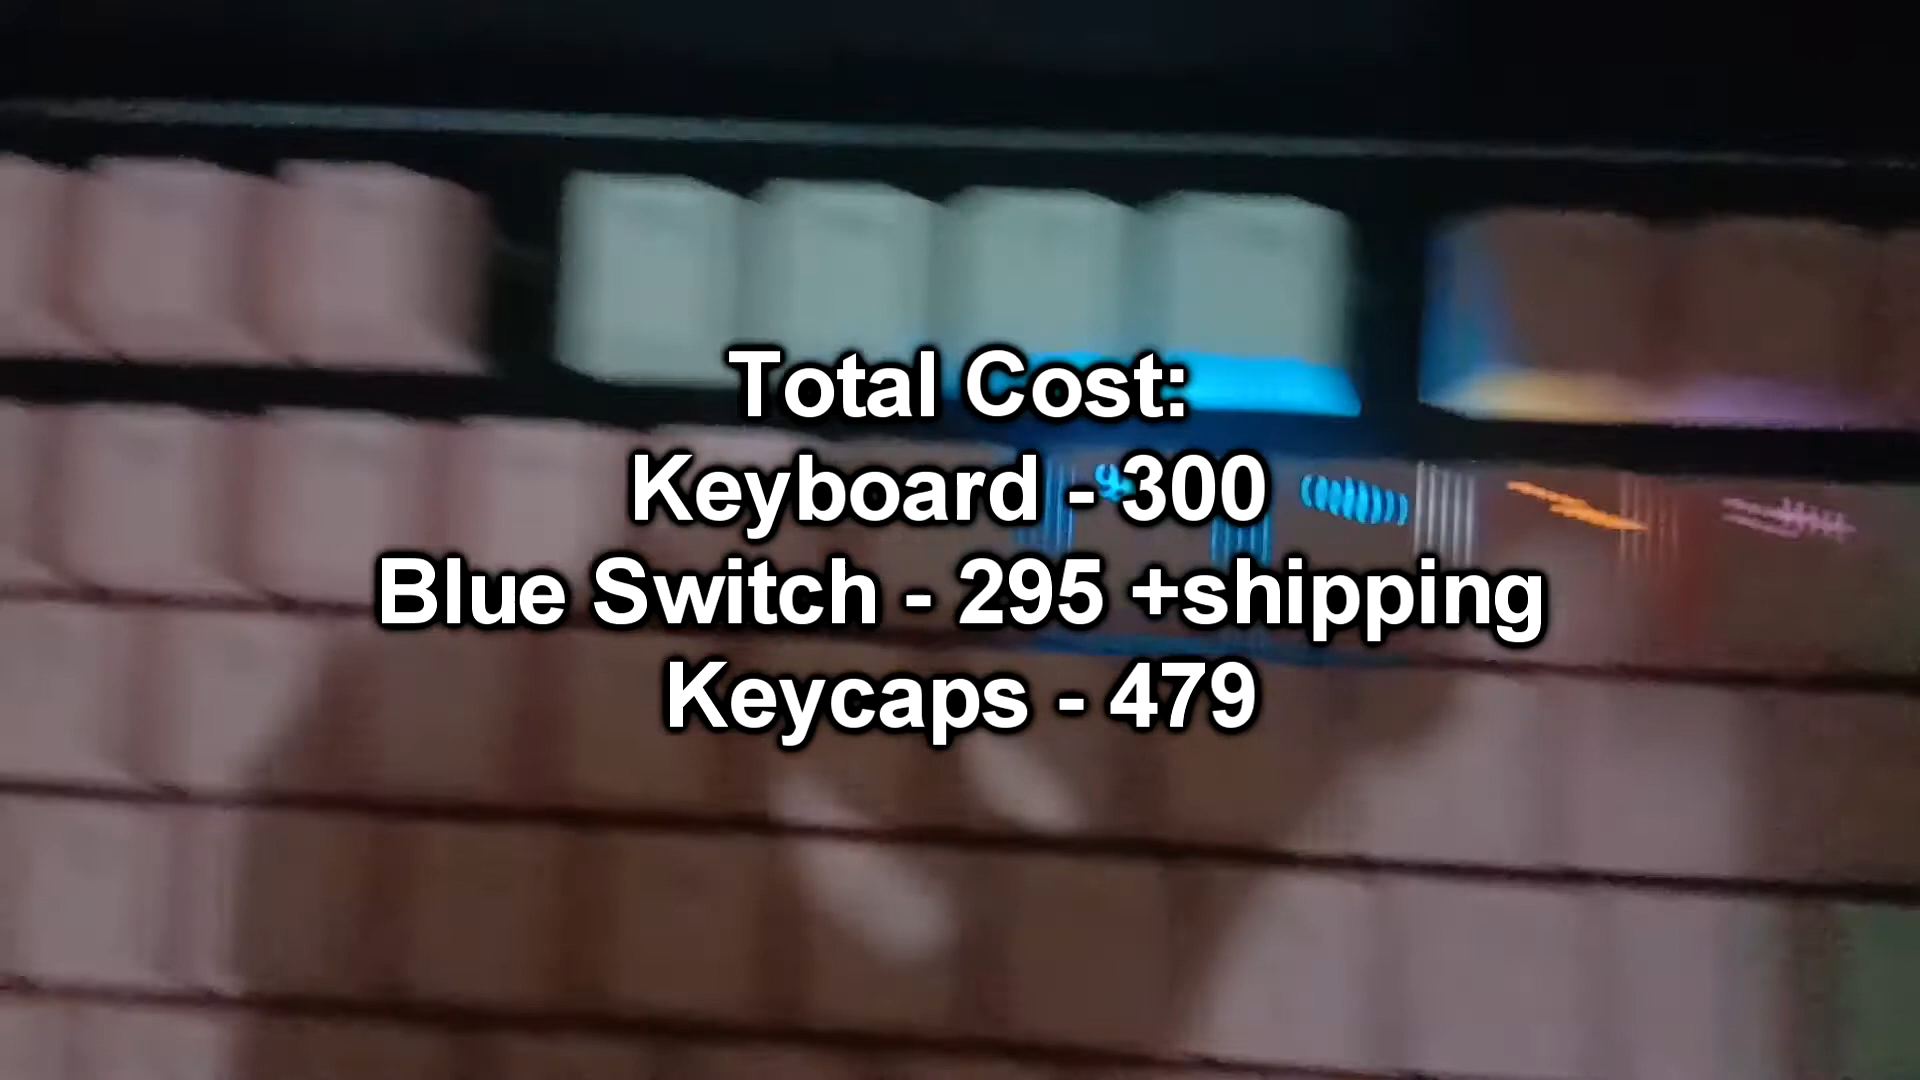 Total Cost:
Keyboard - 300
Blue Switch - 295 +shipping
Keycaps - 479